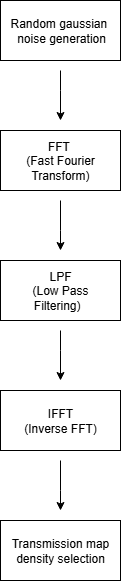 Random gaussian
noise generation
FFT
(Fast Fourier
Transform)
LPF
(Low Pass
Filtering)
IFFT
(Inverse FFT)
Transmission map
density selection